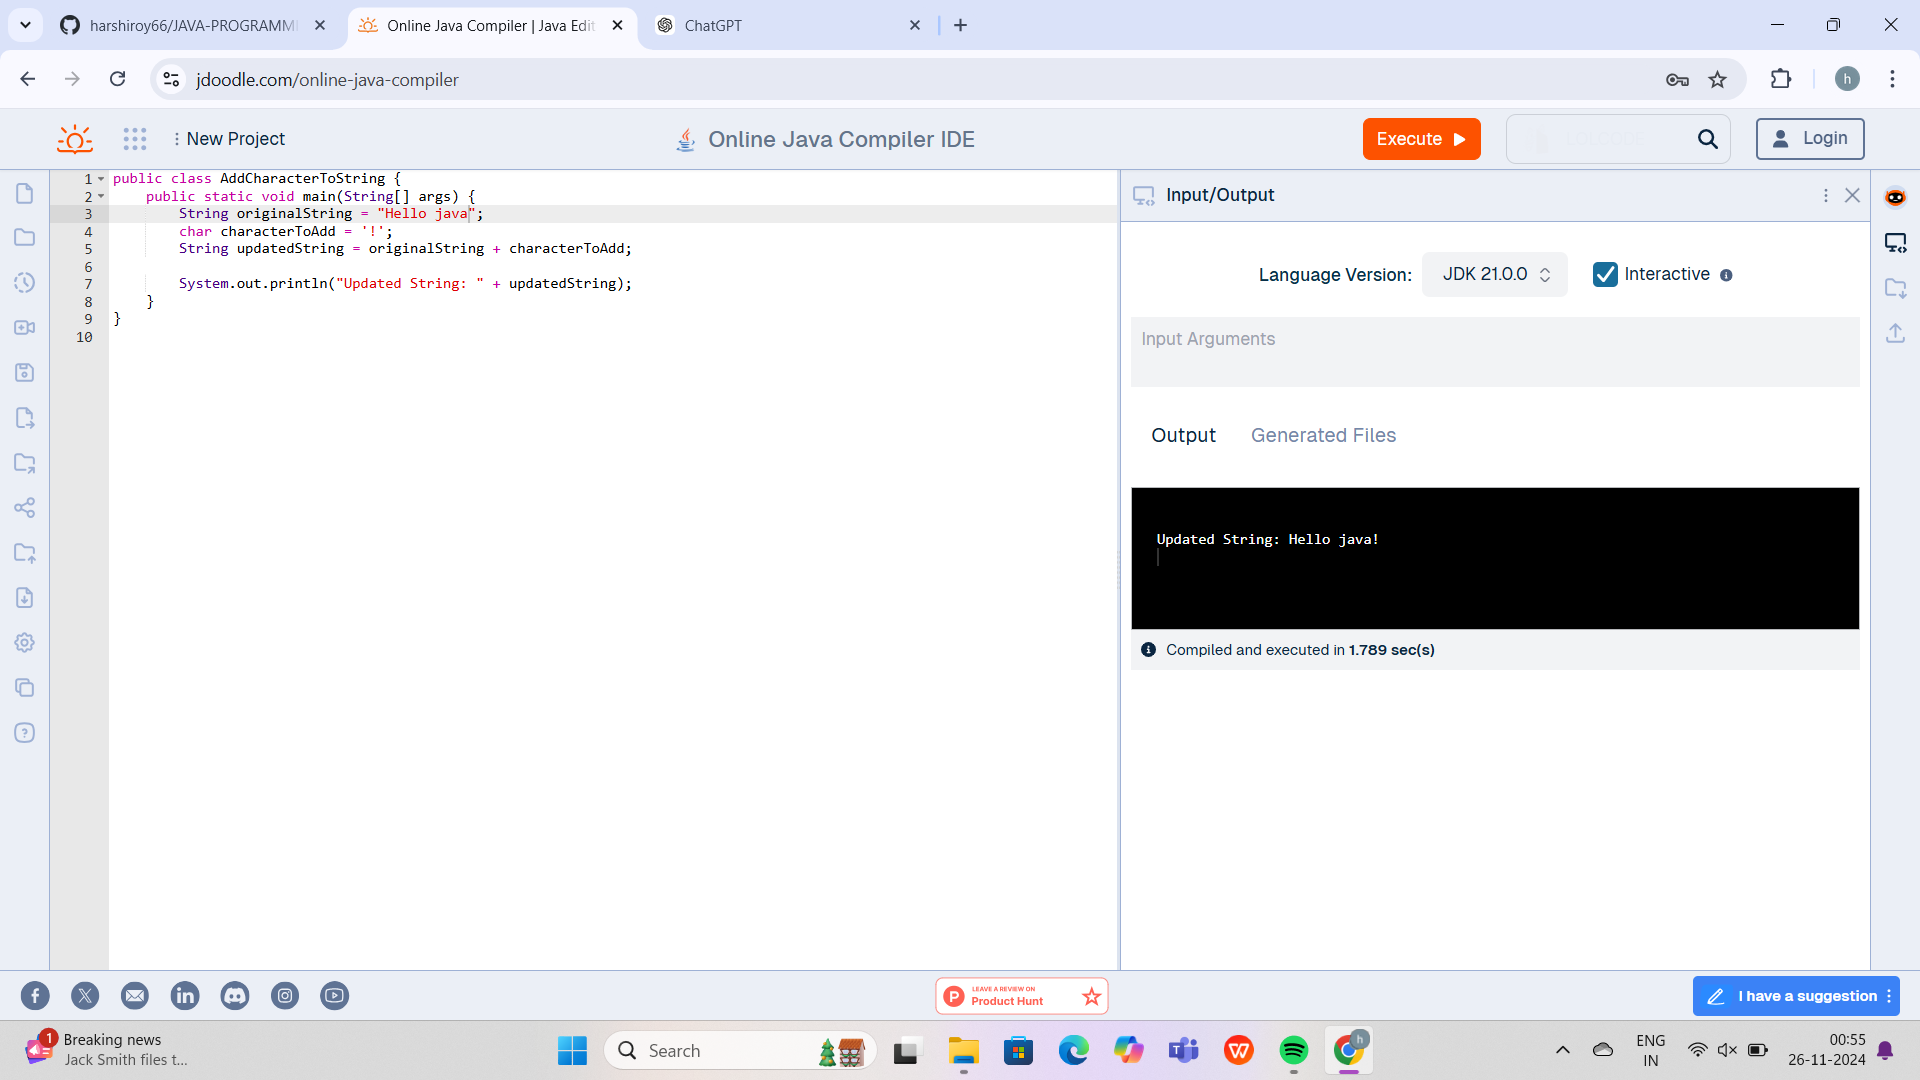 harshiroy66/JAVA-PROGRAMMI
Online Java Compiler | Java Edit
ChatGPT
jdoodle.com/online-java-compiler
h
New Project
Online Java Compiler IDE
Execute
Login
1 public class AddCharacterToString {
2 public static void main(String[] args) {
3 String originalString = "Hello java";
4 char characterToAdd = '!';
5 String updatedString = originalString + characterToAdd;
6
7 System.out.println("Updated String: " + updatedString);
8 }
9 }
10
Input/Output
Language Version: JDK 21.0.0 Interactive
Input Arguments
Output Generated Files
Updated String: Hello java!
Compiled and executed in 1.789 sec(s)
LEAVE A REVIEW ON
Product Hunt
I have a suggestion
1
Breaking news
Jack Smith files t...
Search
h
ENG
IN
00:55
26-11-2024